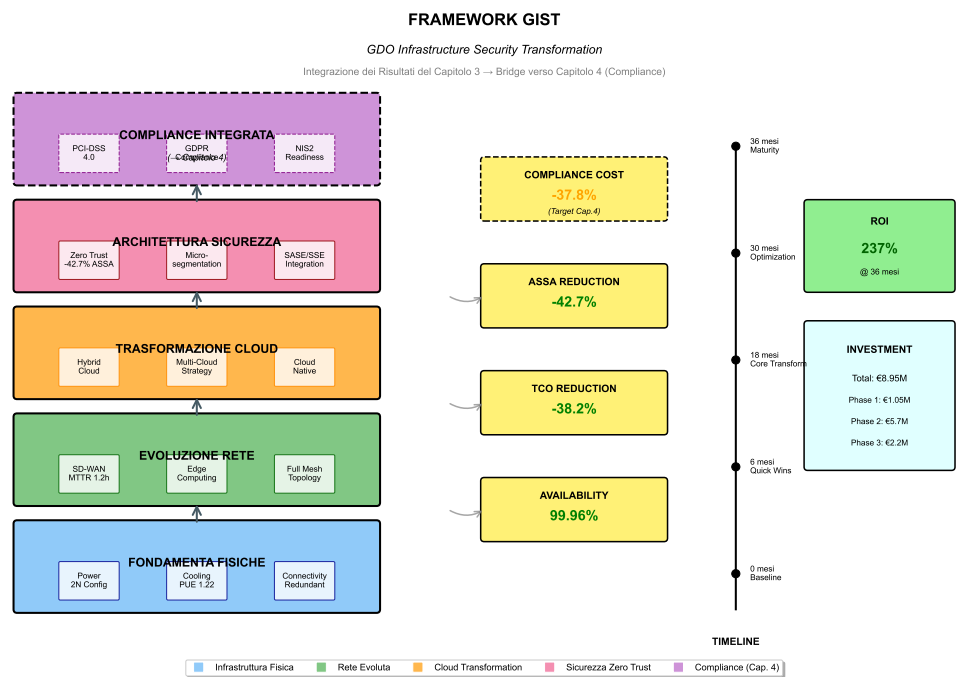 FRAMEWORK GIST
GDO Infrastructure Security Transformation
Integrazione dei Risultati del Capitolo 3 → Bridge verso Capitolo 4 (Compliance)
COMPLIANCE INTEGRATA
(→ Capitolo 4)
PCI-DSS
4.0
GDPR
Compliance
NIS2
Readiness
ARCHITETTURA SICUREZZA
Zero Trust
-42.7% ASSA
Micro-
segmentation
SASE/SSE
Integration
TRASFORMAZIONE CLOUD
Hybrid
Cloud
Multi-Cloud
Strategy
Cloud
Native
EVOLUZIONE RETE
SD-WAN
MTTR 1.2h
Edge
Computing
Full Mesh
Topology
FONDAMENTA FISICHE
Power
2N Config
Cooling
PUE 1.22
Connectivity
Redundant
COMPLIANCE COST
-37.8%
(Target Cap.4)
ASSA REDUCTION
-42.7%
TCO REDUCTION
-38.2%
AVAILABILITY
99.96%
36 mesi
Maturity
30 mesi
Optimization
18 mesi
Core Transform
6 mesi
Quick Wins
0 mesi
Baseline
TIMELINE
ROI
237%
@ 36 mesi
INVESTMENT
Total: €8.95M
Phase 1: €1.05M
Phase 2: €5.7M
Phase 3: €2.2M
Infrastruttura Fisica
Rete Evoluta
Cloud Transformation
Sicurezza Zero Trust
Compliance (Cap. 4)